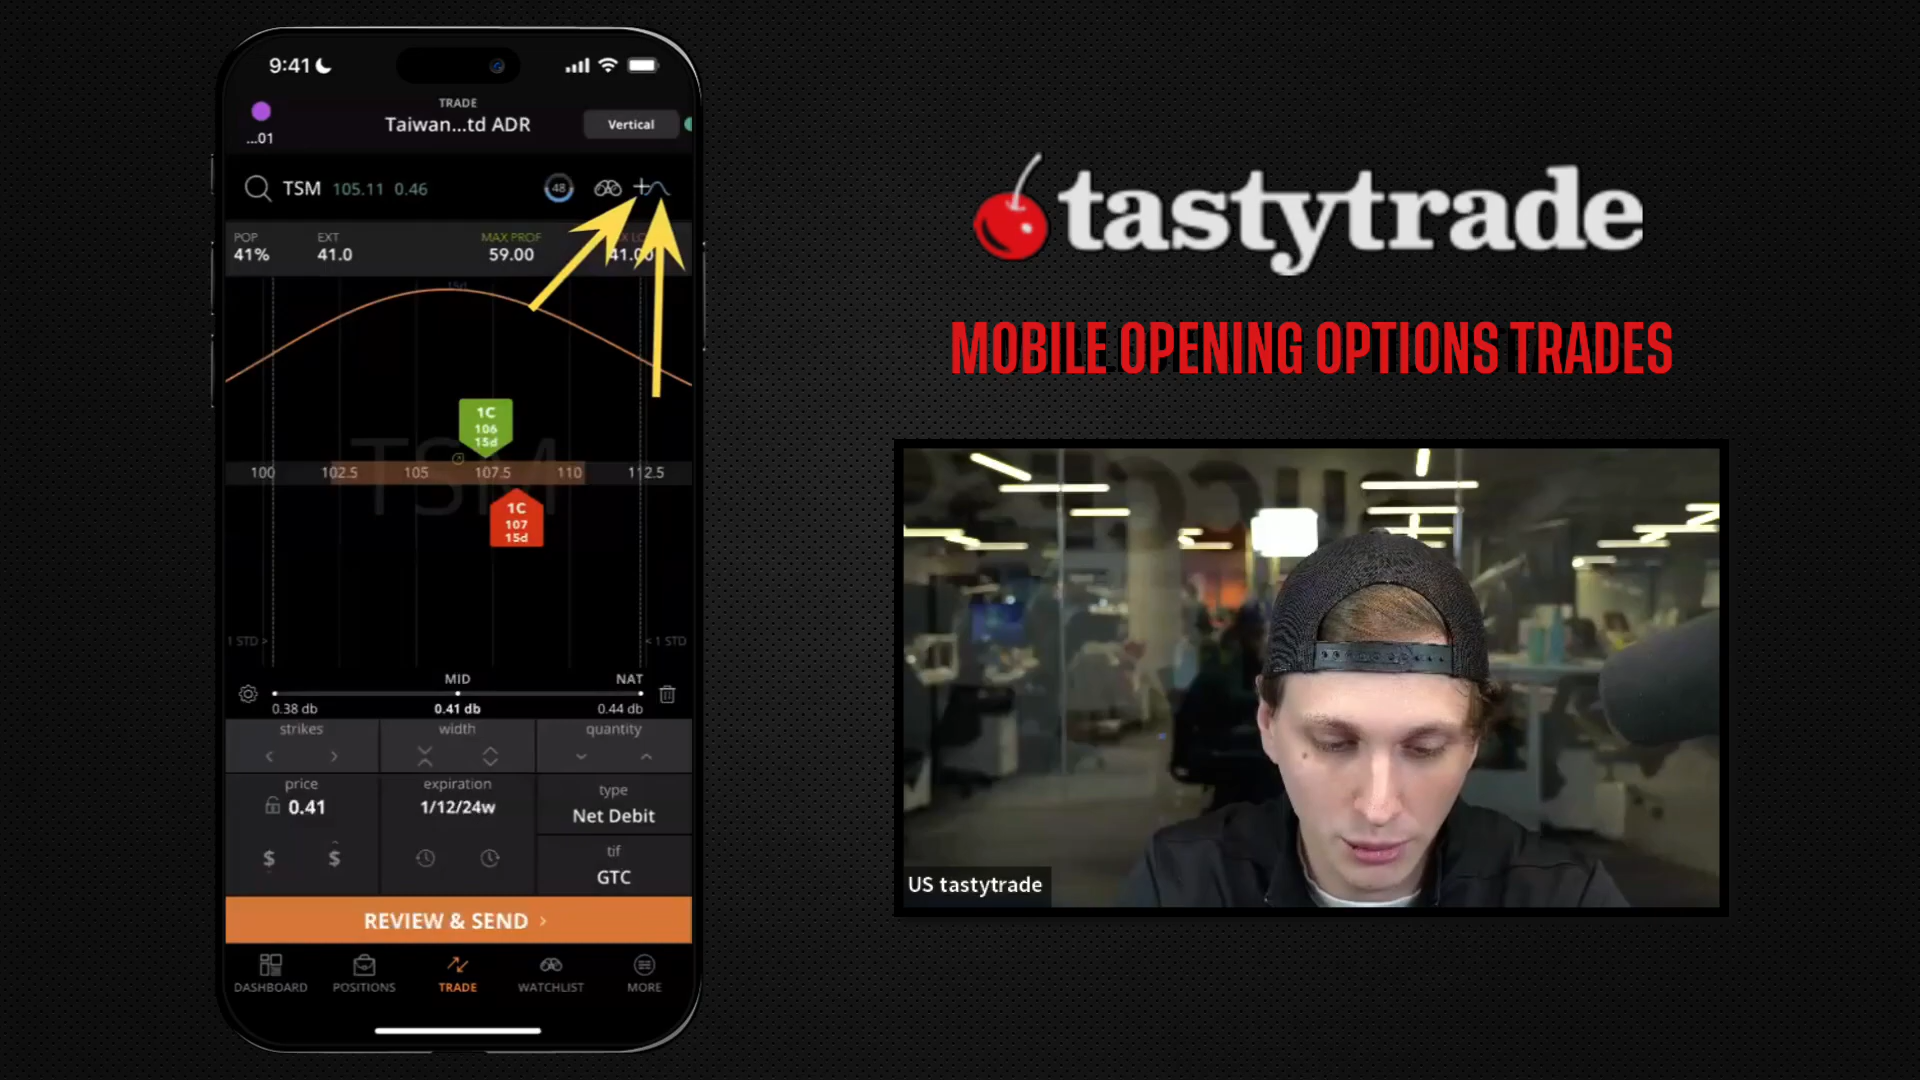 9:41
TRADE
Taiwan...td ADR
Vertical
...01
TSM 105.11 0.46
48
POP
41%
EXT
41.0
MAX PROF
59.00
41.00
15d
1C
106
15d
TSM
100 102.5 105 107.5 110 112.5
1C
107
15d
1 STD >
< 1 STD
MID
NAT
0.38 db
0.41 db
0.44 db
strikes
width
quantity
price
0.41
expiration
1/12/24w
type
Net Debit
$ $
tif
GTC
REVIEW & SEND >
DASHBOARD
POSITIONS
TRADE
WATCHLIST
MORE
tastytrade
MOBILE OPENING OPTIONS TRADES
US tastytrade